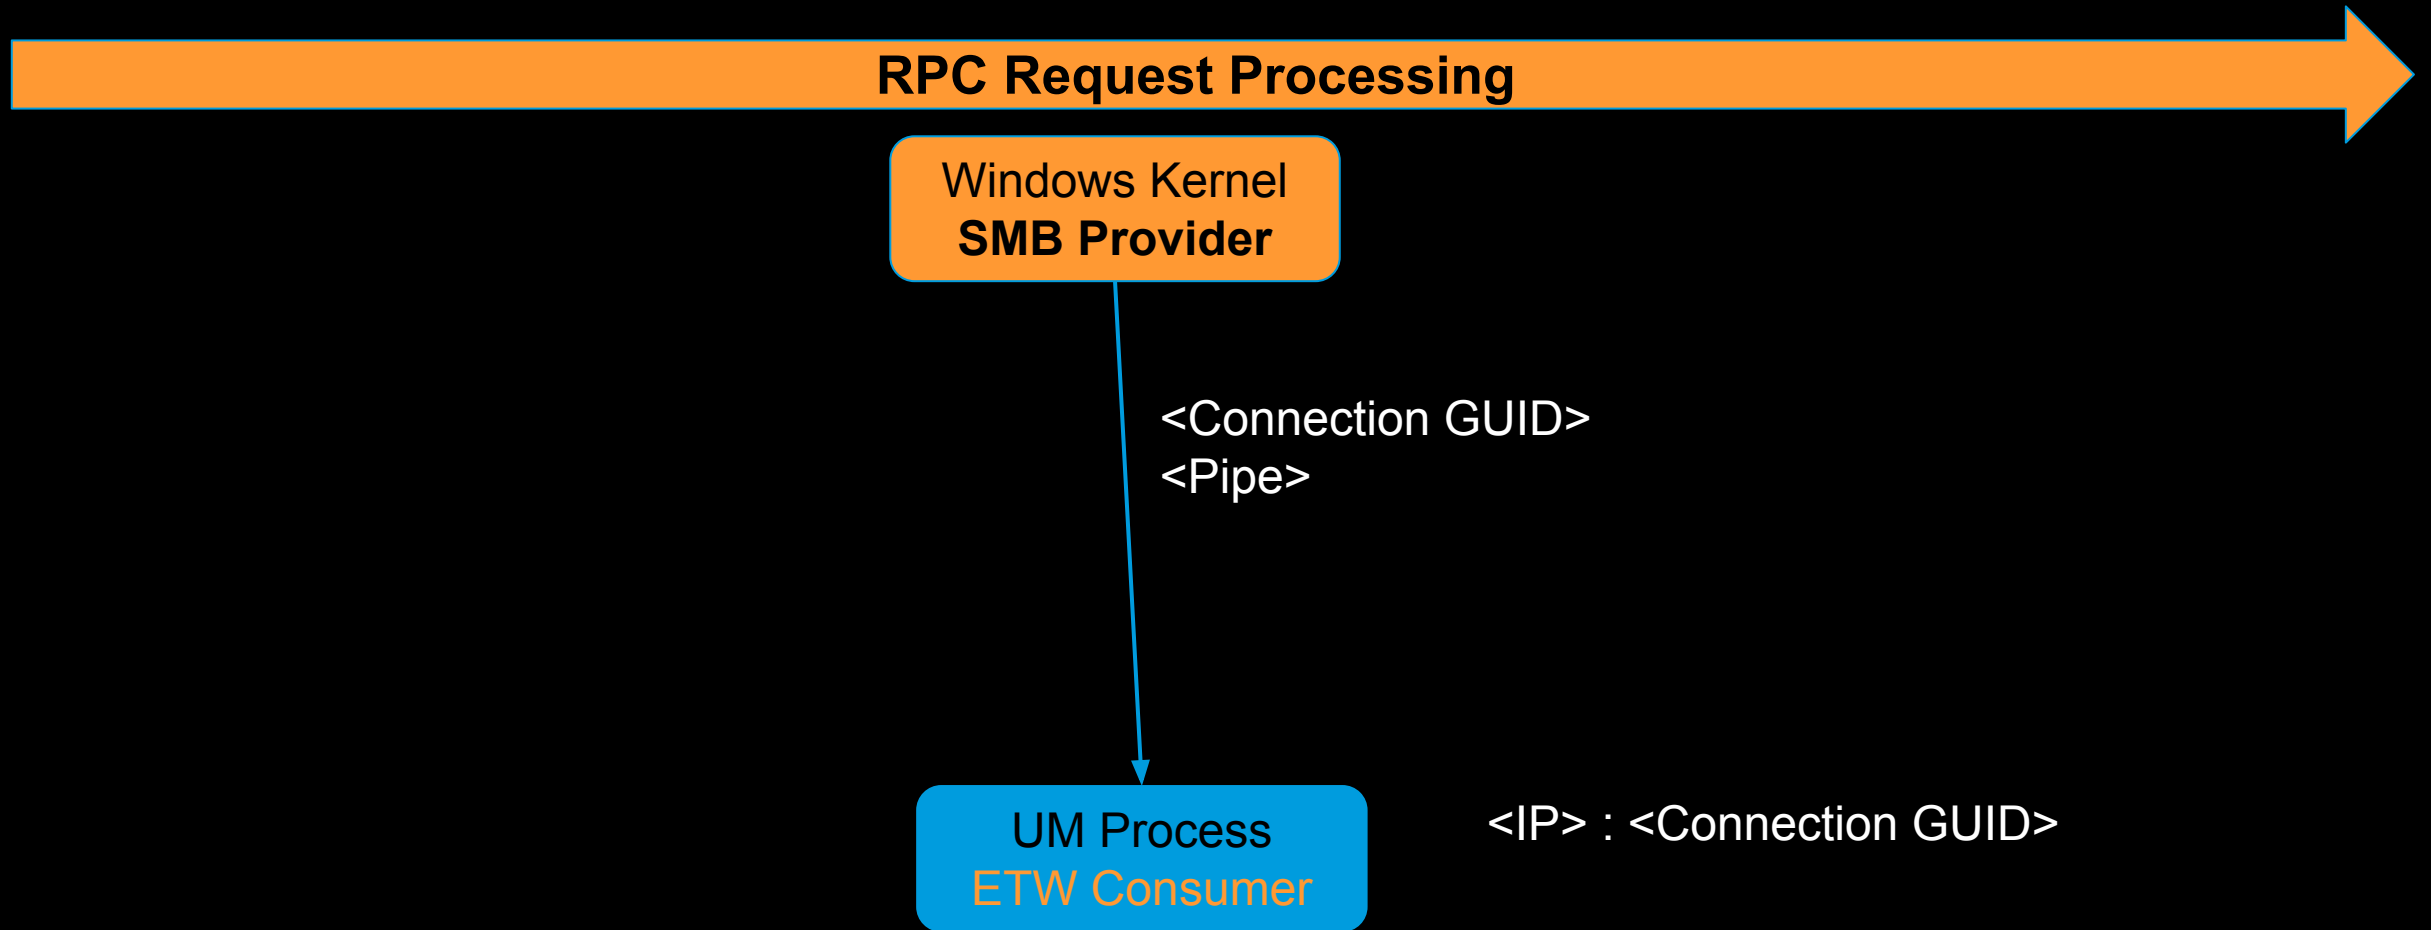 RPC Request Processing
Windows Kernel
SMB Provider
<Connection GUID>
<Pipe>
UM Process
ETW Consumer
<IP> : <Connection GUID>